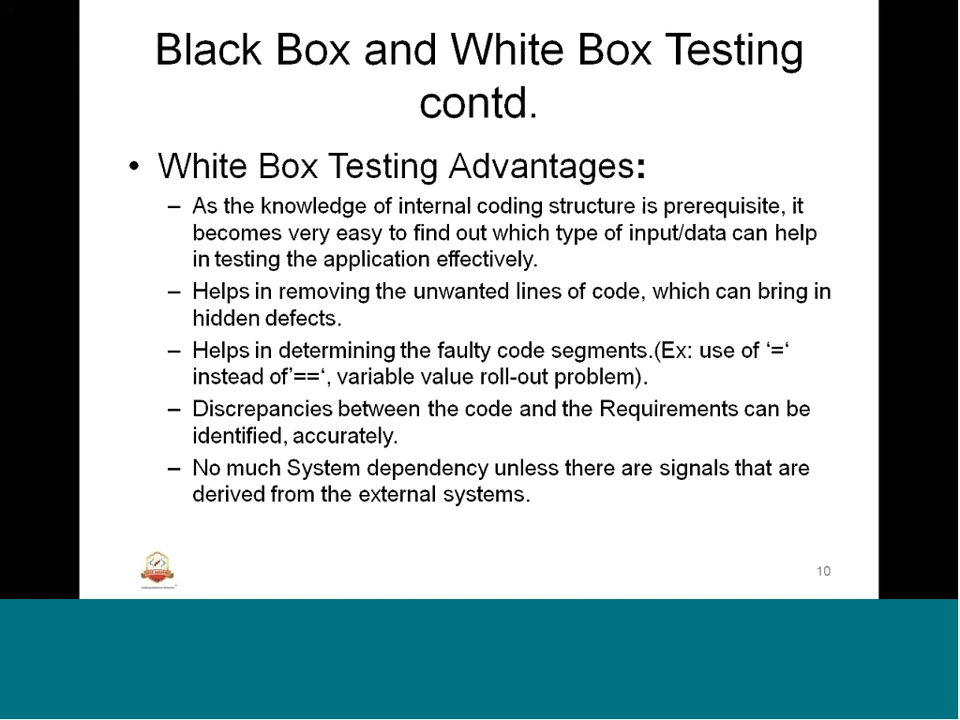 Black Box and White Box Testing
contd.
• White Box Testing Advantages:
– As the knowledge of internal coding structure is prerequisite, it
becomes very easy to find out which type of input/data can help
in testing the application effectively.
– Helps in removing the unwanted lines of code, which can bring in
hidden defects.
– Helps in determining the faulty code segments.(Ex: use of ‘=‘
instead of’==‘, variable value roll-out problem).
– Discrepancies between the code and the Requirements can be
identified, accurately.
– No much System dependency unless there are signals that are
derived from the external systems.
10